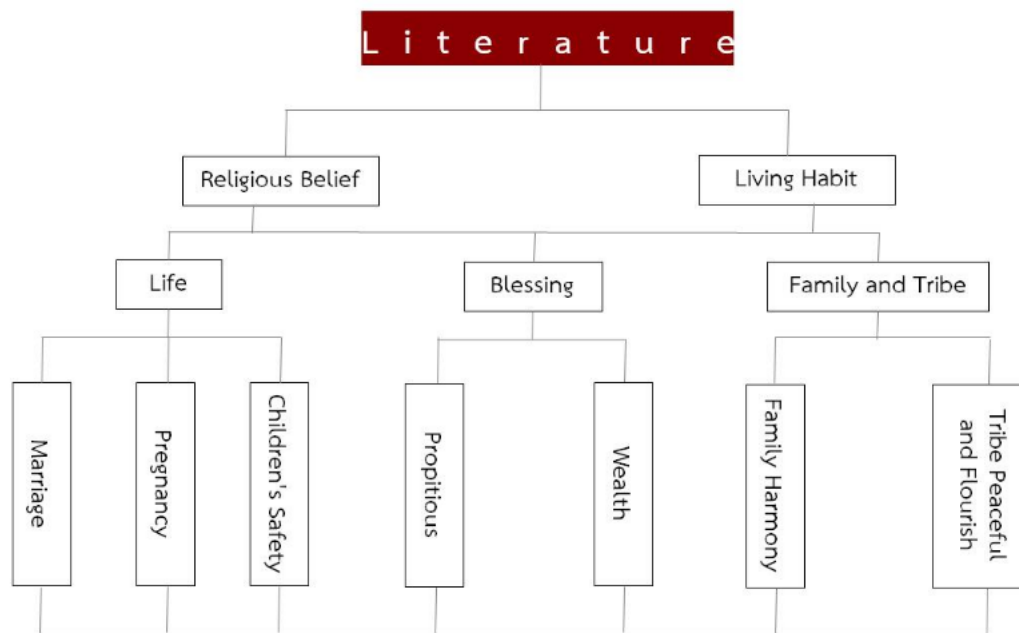 Literature
Religious Belief
Living Habit
Life
Blessing
Family and Tribe
Marriage
Pregnancy
Children's Safety
Propitious
Wealth
Family Harmony
Tribe Peaceful
and Flourish